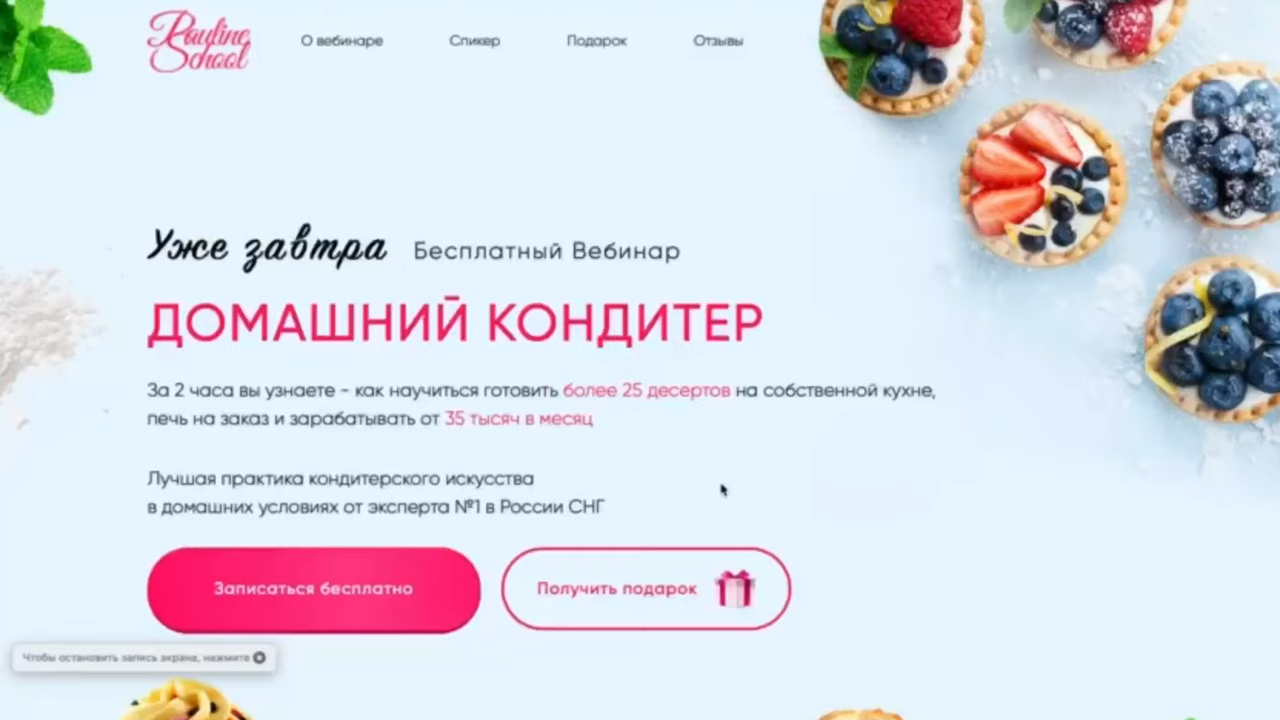 Pauline
School
О вебинаре
Спикер
Подарок
Отзывы
Уже завтра Бесплатный Вебинар
ДОМАШНИЙ КОНДИТЕР
За 2 часа вы узнаете - как научиться готовить более 25 десертов на собственной кухне,
печь на заказ и зарабатывать от 35 тысяч в месяц
Лучшая практика кондитерского искусства
в домашних условиях от эксперта №1 в России СНГ
Записаться бесплатно
Получить подарок
Чтобы остановить запись экрана, нажмите